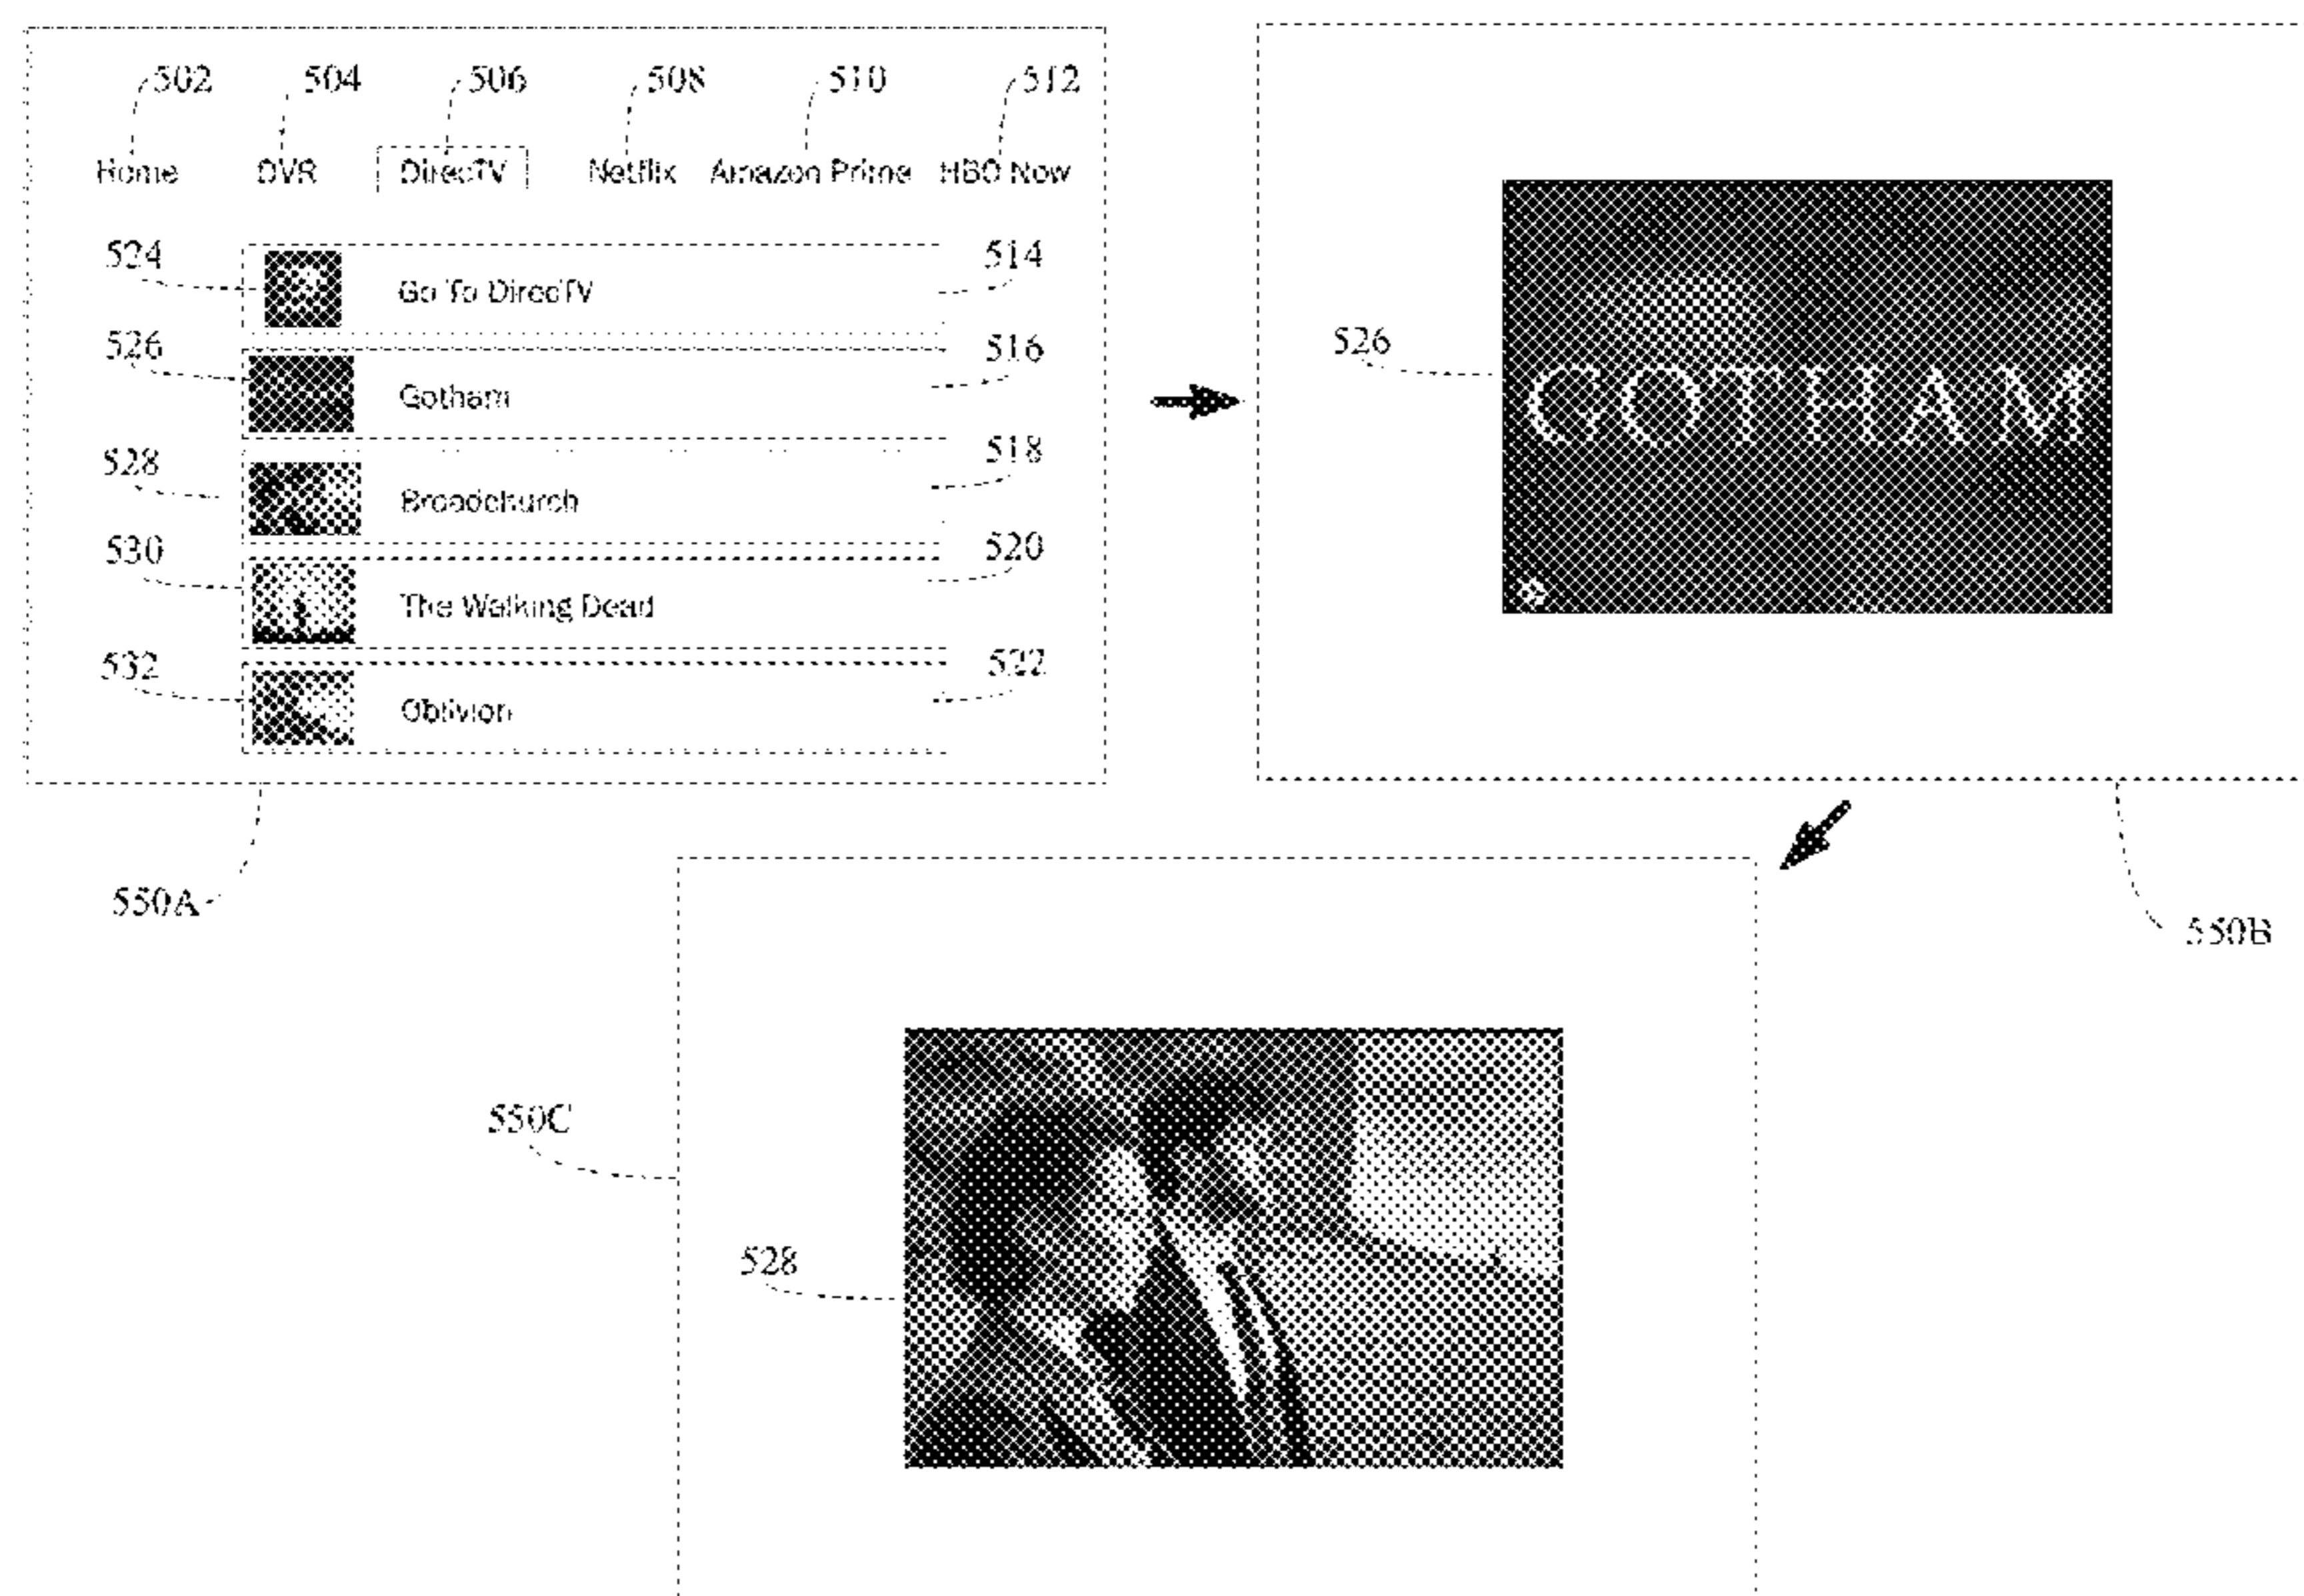 502 504 506 508 510 512
Home DVR DirecTV Netflix Amazon Prime HBO Now
524 514
Go To DirecTV
526 516
Gotham
528 518
Broadchurch
530 520
The Walking Dead
532 522
Oblivion
550A
526
GOTHAM
550B
550C
528